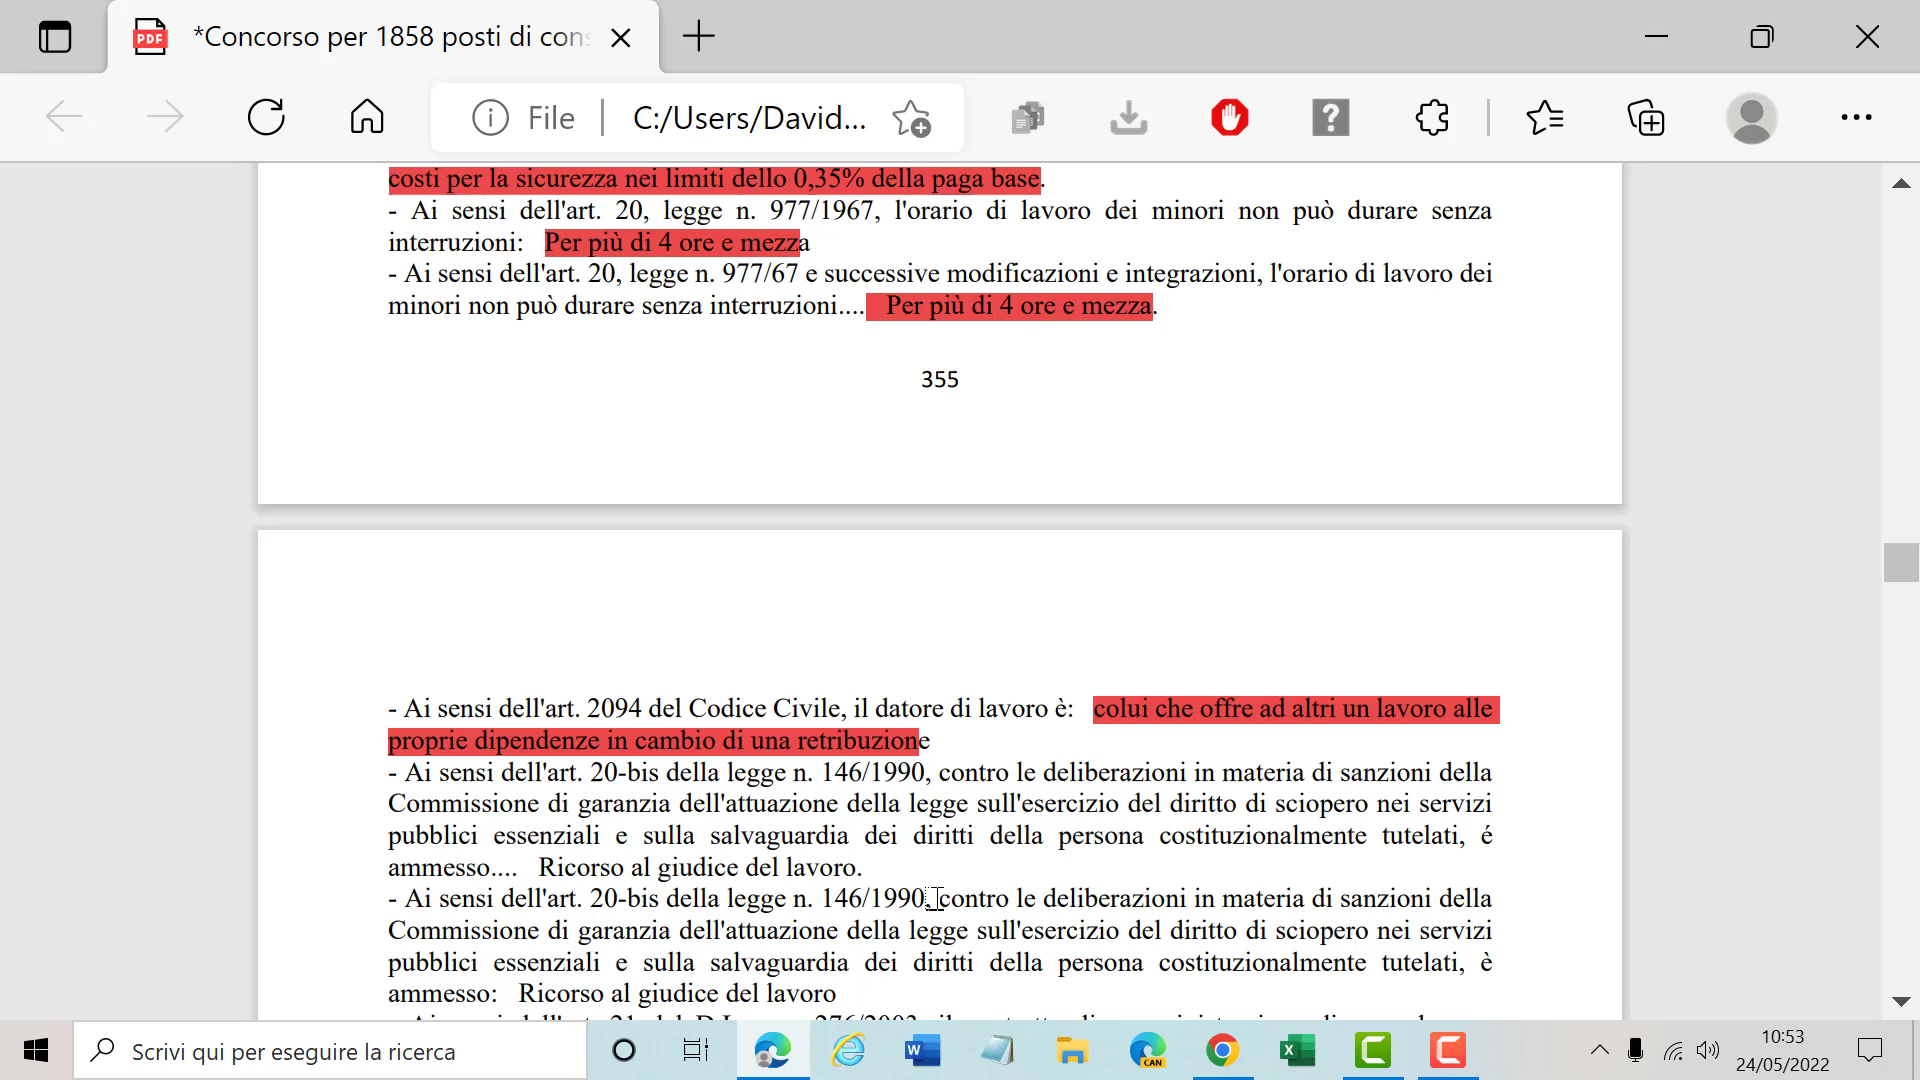 *Concorso per 1858 posti di con
File
C:/Users/David...
costi per la sicurezza nei limiti dello 0,35% della paga base.
- Ai sensi dell'art. 20, legge n. 977/1967, l'orario di lavoro dei minori non può durare senza
interruzioni: Per più di 4 ore e mezza
- Ai sensi dell'art. 20, legge n. 977/67 e successive modificazioni e integrazioni, l'orario di lavoro dei
minori non può durare senza interruzioni.... Per più di 4 ore e mezza.
355
- Ai sensi dell'art. 2094 del Codice Civile, il datore di lavoro è: colui che offre ad altri un lavoro alle
proprie dipendenze in cambio di una retribuzione
- Ai sensi dell'art. 20-bis della legge n. 146/1990, contro le deliberazioni in materia di sanzioni della
Commissione di garanzia dell'attuazione della legge sull'esercizio del diritto di sciopero nei servizi
pubblici essenziali e sulla salvaguardia dei diritti della persona costituzionalmente tutelati, é
ammesso.... Ricorso al giudice del lavoro.
- Ai sensi dell'art. 20-bis della legge n. 146/1990, contro le deliberazioni in materia di sanzioni della
Commissione di garanzia dell'attuazione della legge sull'esercizio del diritto di sciopero nei servizi
pubblici essenziali e sulla salvaguardia dei diritti della persona costituzionalmente tutelati, è
ammesso: Ricorso al giudice del lavoro
Scrivi qui per eseguire la ricerca
10:53
24/05/2022